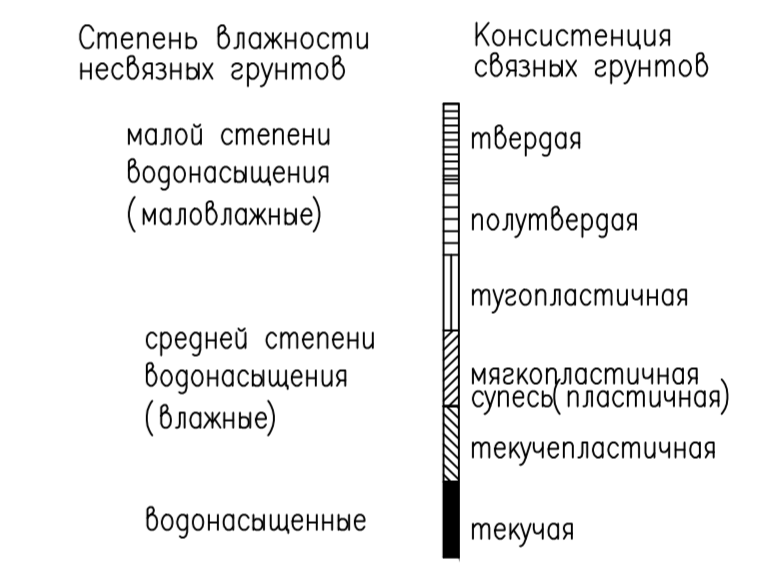 Степень влажности
несвязных грунтов
малой степени
водонасыщения
(маловлажные)
средней степени
водонасыщения
(влажные)
водонасыщенные
Консистенция
связных грунтов
твердая
полутвердая
тугопластичная
мягкопластичная
супесь(пластичная)
текучепластичная
текучая